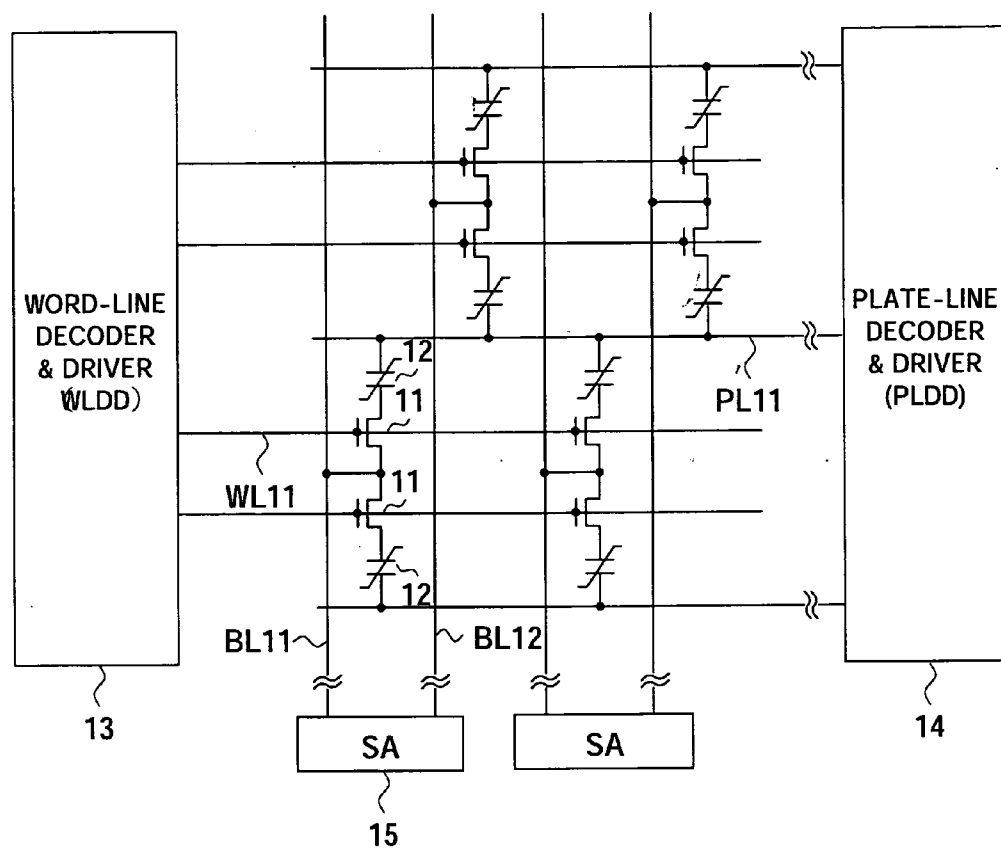 WORD-LINE
DECODER
& DRIVER
(WLDD)
PLATE-LINE
DECODER
& DRIVER
(PLDD)
12
11
PL11
WL11
11
12
BL11
BL12
13
14
SA
SA
15